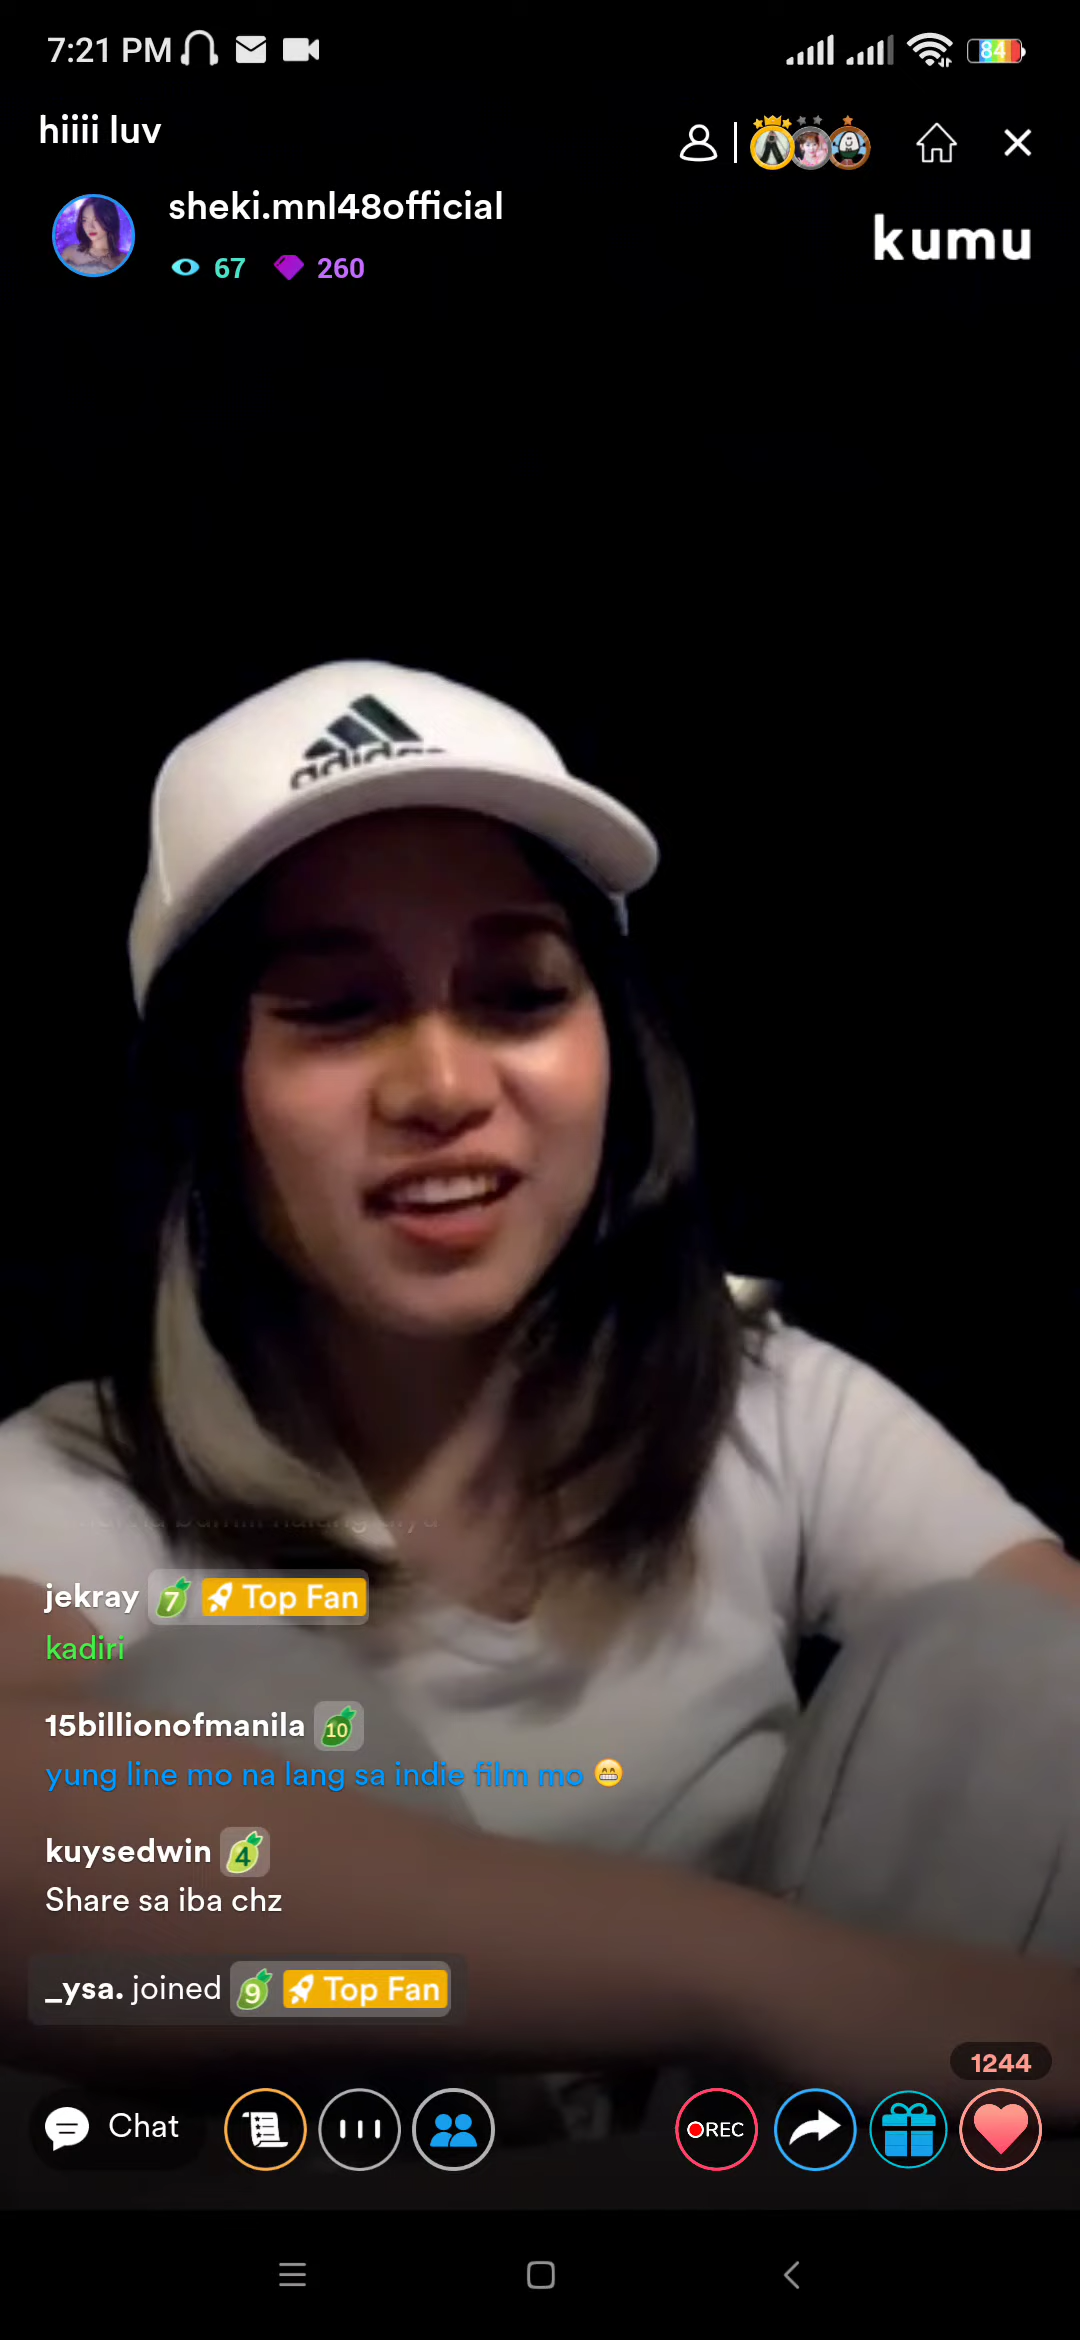 7:21 PM
84
hiiii luv
sheki.mnl48official
67 260
kumu
adidas
jekray 7 Top Fan
kadiri
15billionofmanila 10
yung line mo na lang sa indie film mo 😁
kuysedwin 4
Share sa iba chz
_ysa. joined 9 Top Fan
1244
Chat
REC